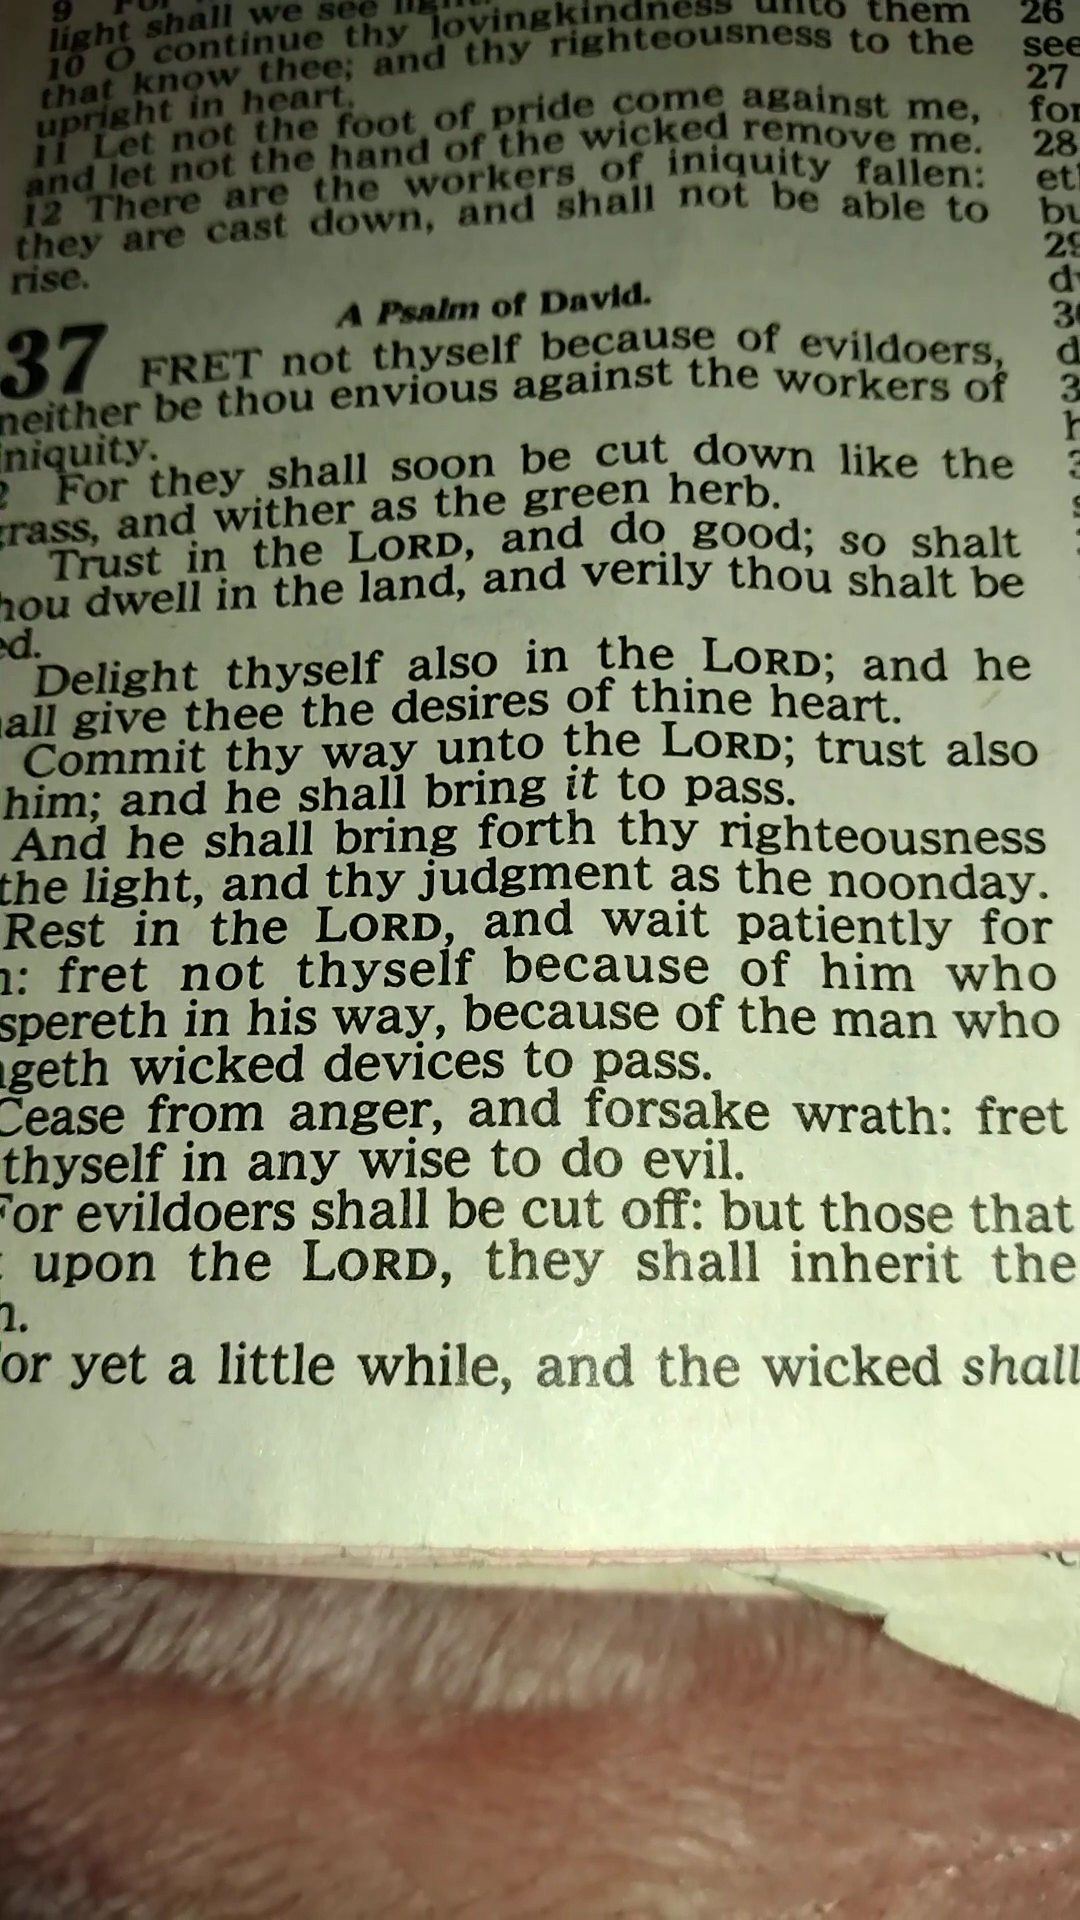 light shall we see
10 O continue thy lovingkindness unto them
that know thee; and thy righteousness to the
upright in heart.
11 Let not the foot of pride come against me,
and let not the hand of the wicked remove me.
12 There are the workers of iniquity fallen:
they are cast down, and shall not be able to
rise.
A Psalm of David.
37 FRET not thyself because of evildoers,
neither be thou envious against the workers of
iniquity.
2 For they shall soon be cut down like the
grass, and wither as the green herb.
Trust in the LORD, and do good; so shalt
hou dwell in the land, and verily thou shalt be
ed.
Delight thyself also in the LORD; and he
all give thee the desires of thine heart.
Commit thy way unto the LORD; trust also
him; and he shall bring it to pass.
And he shall bring forth thy righteousness
the light, and thy judgment as the noonday.
Rest in the LORD, and wait patiently for
: fret not thyself because of him who
spereth in his way, because of the man who
geth wicked devices to pass.
Cease from anger, and forsake wrath: fret
thyself in any wise to do evil.
For evildoers shall be cut off: but those that
upon the LORD, they shall inherit the
h.
or yet a little while, and the wicked shall
26
see
27
for
28